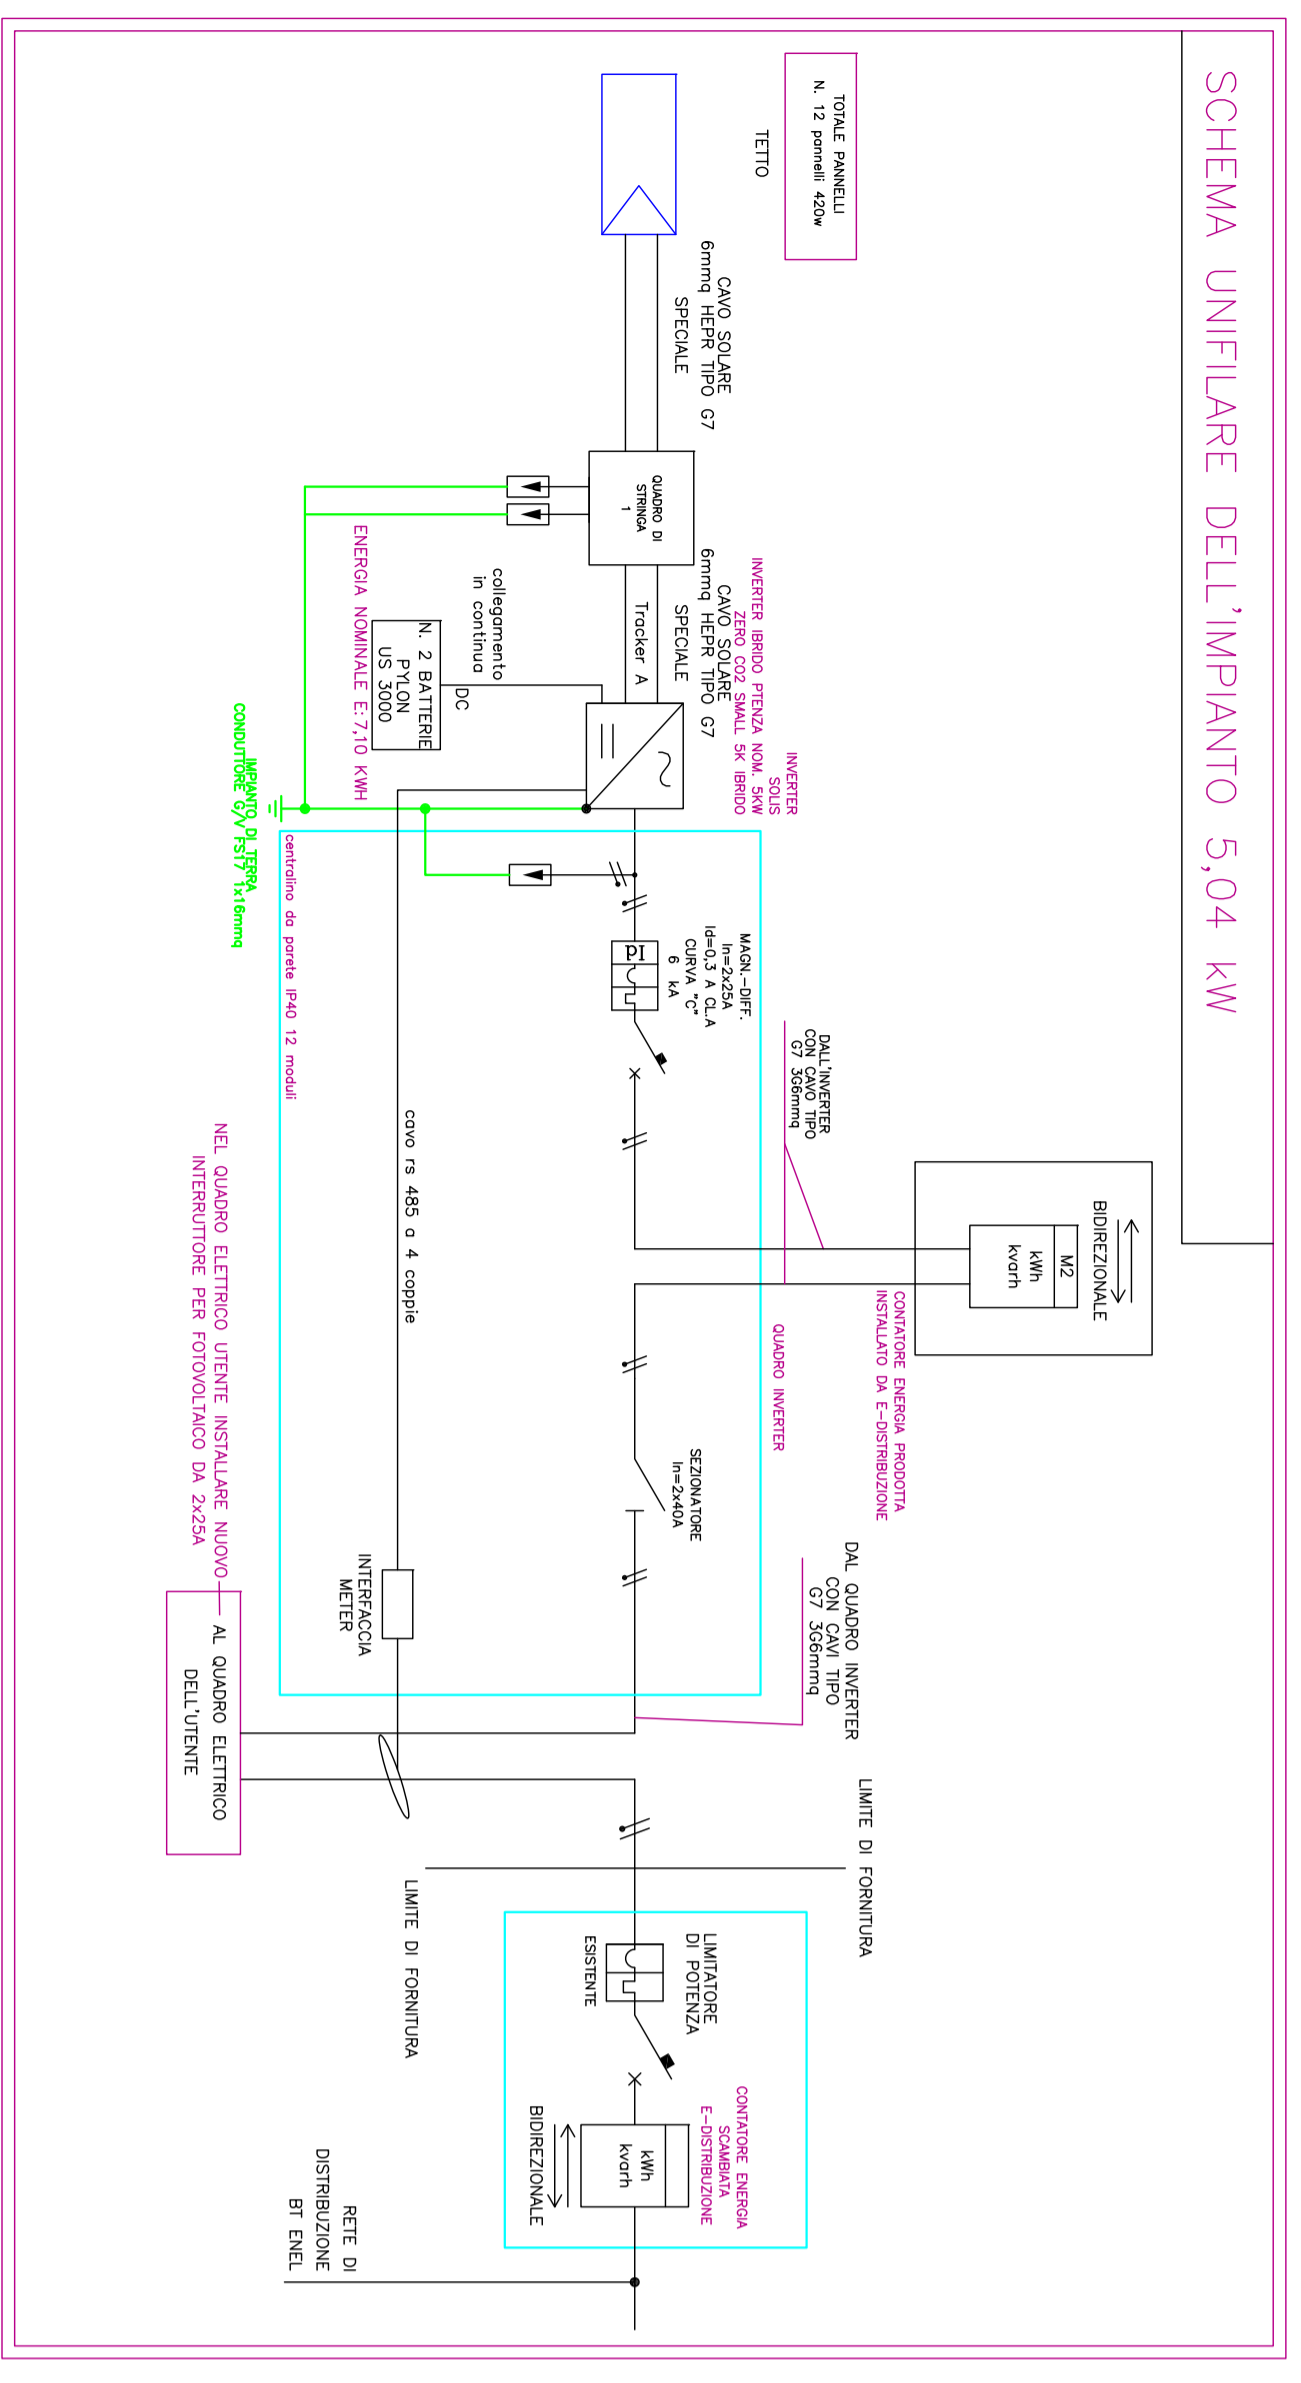 SCHEMA UNIFILARE DELL'IMPIANTO 5,04 kW
TOTALE PANNELLI
N. 12 pannelli 420w
TETTO
CAVO SOLARE
6mmq HEPR TIPO G7
SPECIALE
QUADRO DI
STRINGA
1
INVERTER
SOLIS
INVERTER IBRIDO PTENZA NOM. 5KW
ZERO CO2 SMALL 5K IBRIDO
CAVO SOLARE
6mmq HEPR TIPO G7
SPECIALE
Tracker A
collegamento
in continua
DC
N. 2 BATTERIE
PYLON
US 3000
ENERGIA NOMINALE E: 7,10 KWH
IMPIANTO DI TERRA
CONDUTTORE G/V FS17 1x16mmq
centralino da parete IP40 12 moduli
MAGN.-DIFF.
In=2x25A
Id=0,3 A CL.A
CURVA "C"
6 kA
Id
DALL'INVERTER
CON CAVO TIPO
G7 3G6mmq
BIDIREZIONALE
M2
kWh
kvarh
CONTATORE ENERGIA PRODOTTA
INSTALLATO DA E-DISTRIBUZIONE
QUADRO INVERTER
cavo rs 485 a 4 coppie
NEL QUADRO ELETTRICO UTENTE INSTALLARE NUOVO
INTERRUTTORE PER FOTOVOLTAICO DA 2x25A
SEZIONATORE
In=2x40A
INTERFACCIA
METER
DAL QUADRO INVERTER
CON CAVI TIPO
G7 3G6mmq
AL QUADRO ELETTRICO
DELL'UTENTE
LIMITE DI FORNITURA
LIMITE DI FORNITURA
LIMITATORE
DI POTENZA
ESISTENTE
CONTATORE ENERGIA
SCAMBIATA
E-DISTRIBUZIONE
kWh
kvarh
BIDIREZIONALE
RETE DI
DISTRIBUZIONE
BT ENEL